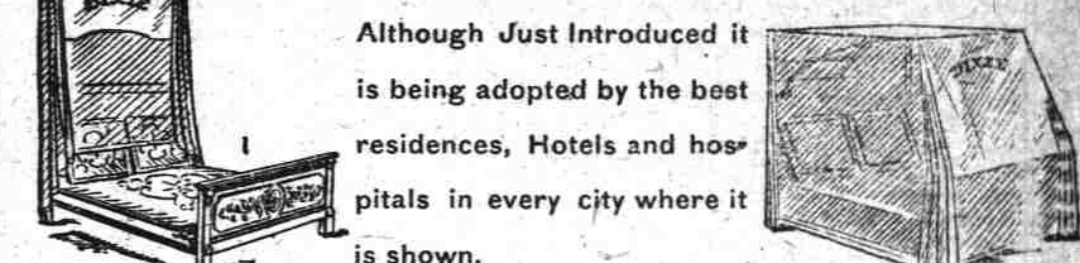 Although Just Introduced it
is being adopted by the best
residences, Hotels and hos-
pitals in every city where it
is shown.
DIXIE